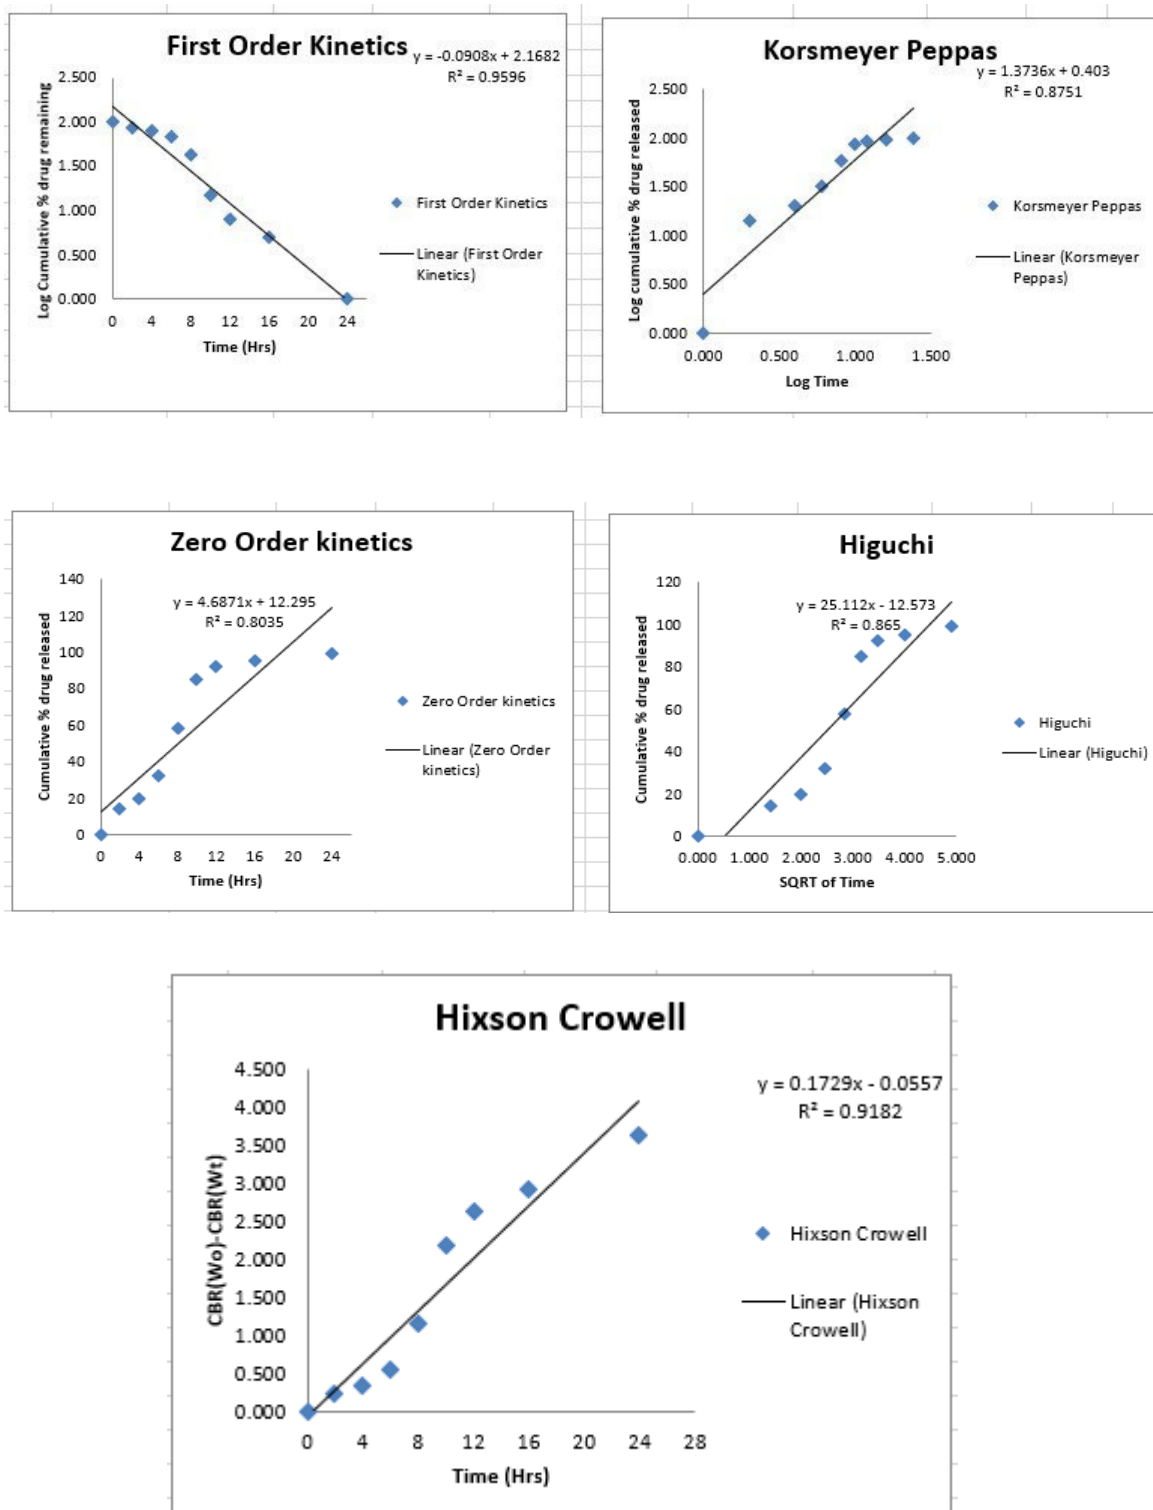 First Order Kinetics
y = -0.0908x + 2.1682
R² = 0.9596
Log Cumulative % drug remaining
2.500
2.000
1.500
1.000
0.500
0.000
0 4 8 12 16 20 24
Time (Hrs)
First Order Kinetics
Linear (First Order
Kinetics)
Korsmeyer Peppas
y = 1.3736x + 0.403
R² = 0.8751
Log cumulative % drug released
2.500
2.000
1.500
1.000
0.500
0.000
0.000 0.500 1.000 1.500
Log Time
Korsmeyer Peppas
Linear (Korsmeyer
Peppas)
Zero Order kinetics
y = 4.6871x + 12.295
R² = 0.8035
Cumulative % drug released
140
120
100
80
60
40
20
0
0 4 8 12 16 20 24
Time (Hrs)
Zero Order kinetics
Linear (Zero Order
kinetics)
Higuchi
y = 25.112x - 12.573
R² = 0.865
Cumulative % drug released
120
100
80
60
40
20
0
0.000 1.000 2.000 3.000 4.000 5.000
SQRT of Time
Higuchi
Linear (Higuchi)
Hixson Crowell
y = 0.1729x - 0.0557
R² = 0.9182
CBR(Wo)-CBR(Wt)
4.500
4.000
3.500
3.000
2.500
2.000
1.500
1.000
0.500
0.000
0 4 8 12 16 20 24 28
Time (Hrs)
Hixson Crowell
Linear (Hixson
Crowell)